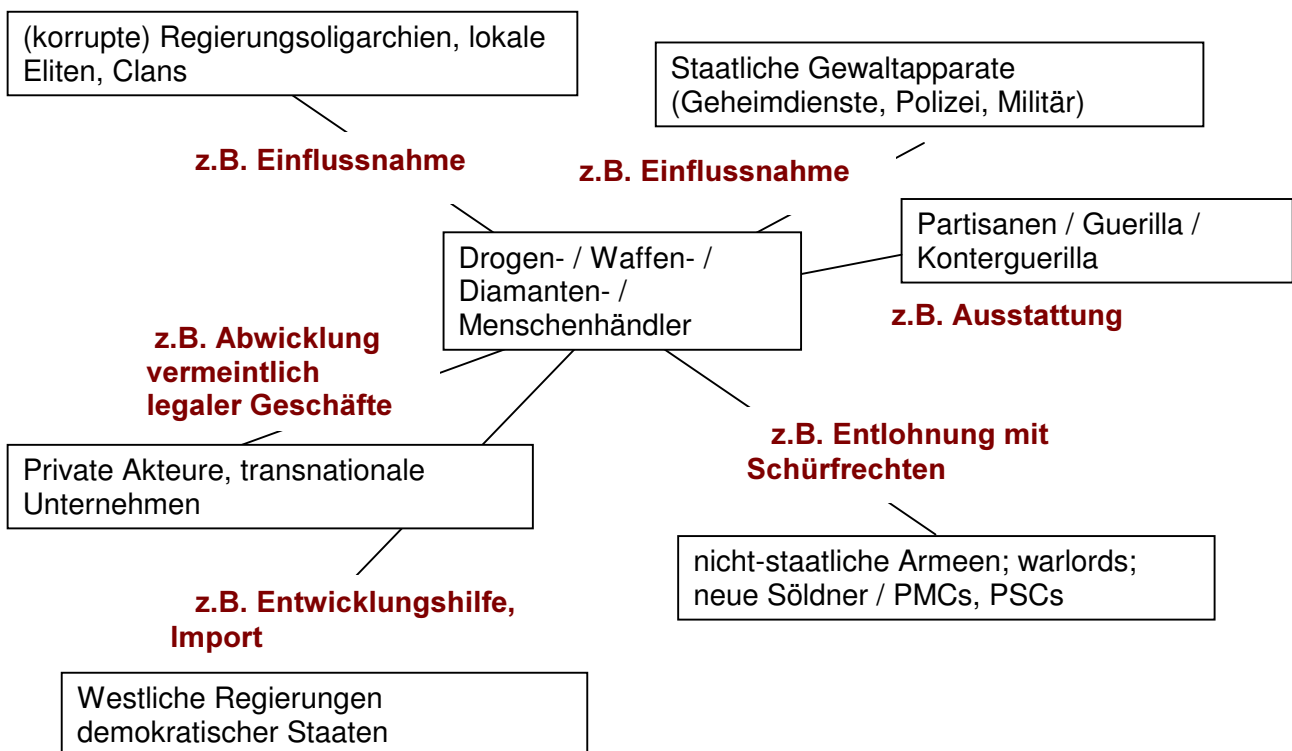 (korrupte) Regierungsoligarchien, lokale
Eliten, Clans
Staatliche Gewaltapparate
(Geheimdienste, Polizei, Militär)
z.B. Einflussnahme
z.B. Einflussnahme
Partisanen / Guerilla /
Konterguerilla
Drogen- / Waffen- /
Diamanten- /
Menschenhändler
z.B. Ausstattung
z.B. Abwicklung
vermeintlich
legaler Geschäfte
z.B. Entlohnung mit
Schürfrechten
Private Akteure, transnationale
Unternehmen
nicht-staatliche Armeen; warlords;
neue Söldner / PMCs, PSCs
z.B. Entwicklungshilfe,
Import
Westliche Regierungen
demokratischer Staaten